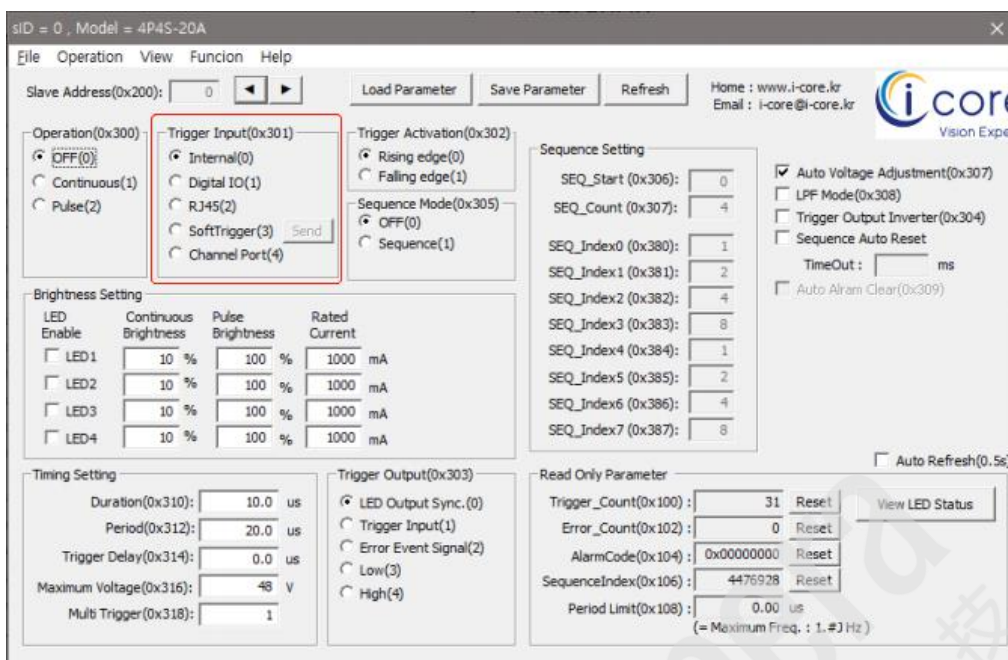 sID = 0 , Model = 4P4S-20A
File Operation View Funcion Help
Slave Address(0x200): 0
Load Parameter
Save Parameter
Refresh
Home : www.i-core.kr
Email : i-core@i-core.kr
i core
Vision Expe
Operation(0x300)
OFF(0)
Continuous(1)
Pulse(2)
Trigger Input(0x301)
Internal(0)
Digital IO(1)
RJ45(2)
SoftTrigger(3) Send
Channel Port(4)
Trigger Activation(0x302)
Rising edge(0)
Falling edge(1)
Sequence Mode(0x305)
OFF(0)
Sequence(1)
Sequence Setting
SEQ_Start (0x306): 0
SEQ_Count (0x307): 4
SEQ_Index0 (0x380): 1
SEQ_Index1 (0x381): 2
SEQ_Index2 (0x382): 4
SEQ_Index3 (0x383): 8
SEQ_Index4 (0x384): 1
SEQ_Index5 (0x385): 2
SEQ_Index6 (0x386): 4
SEQ_Index7 (0x387): 8
Auto Voltage Adjustment(0x307)
LPF Mode(0x308)
Trigger Output Inverter(0x304)
Sequence Auto Reset
TimeOut : ms
Auto Alram Clear(0x309)
Brightness Setting
LED Enable Continuous Brightness Pulse Brightness Rated Current
LED1 10 % 100 % 1000 mA
LED2 10 % 100 % 1000 mA
LED3 10 % 100 % 1000 mA
LED4 10 % 100 % 1000 mA
Auto Refresh(0.5s)
Timing Setting
Duration(0x310): 10.0 us
Period(0x312): 20.0 us
Trigger Delay(0x314): 0.0 us
Maximum Voltage(0x316): 48 V
Multi Trigger(0x318): 1
Trigger Output(0x303)
LED Output Sync.(0)
Trigger Input(1)
Error Event Signal(2)
Low(3)
High(4)
Read Only Parameter
Trigger_Count(0x100) : 31 Reset
Error_Count(0x102) : 0 Reset
AlarmCode(0x104) : 0x00000000 Reset
SequenceIndex(0x106) : 4476928 Reset
Period Limit(0x108) : 0.00 us
(= Maximum Freq. : 1.#J Hz )
View LED Status